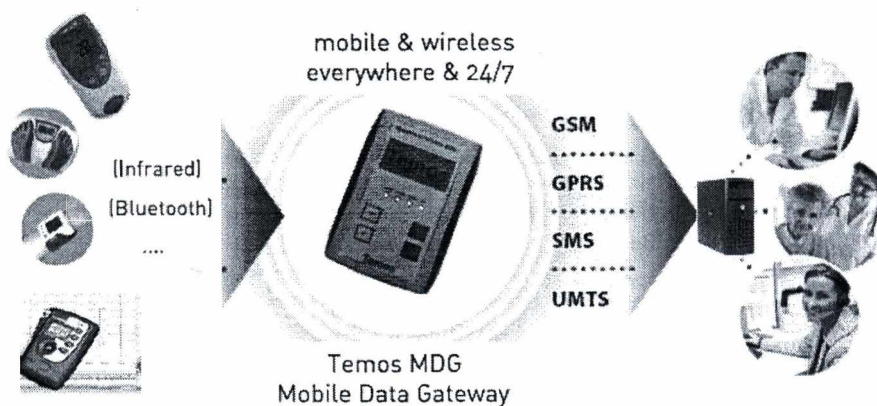 mobile & wireless
everywhere & 24/7
(Infrared)
(Bluetooth)
....
GSM
GPRS
SMS
UMTS
Temos MDG
Mobile Data Gateway